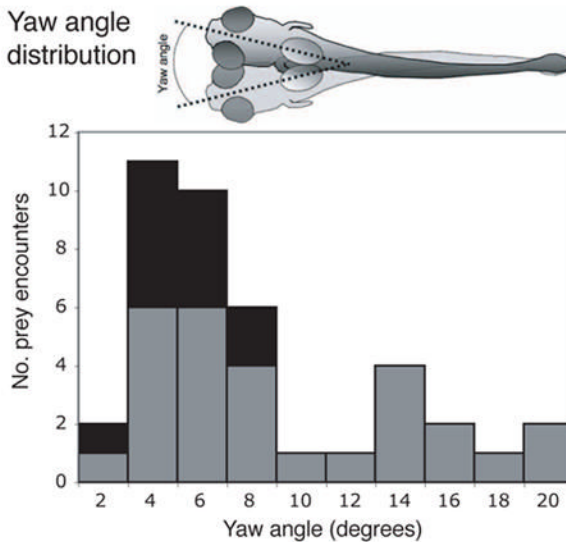 Yaw angle
distribution
Yaw angle
12
10
8
6
4
2
0
No. prey encounters
2 4 6 8 10 12 14 16 18 20
Yaw angle (degrees)